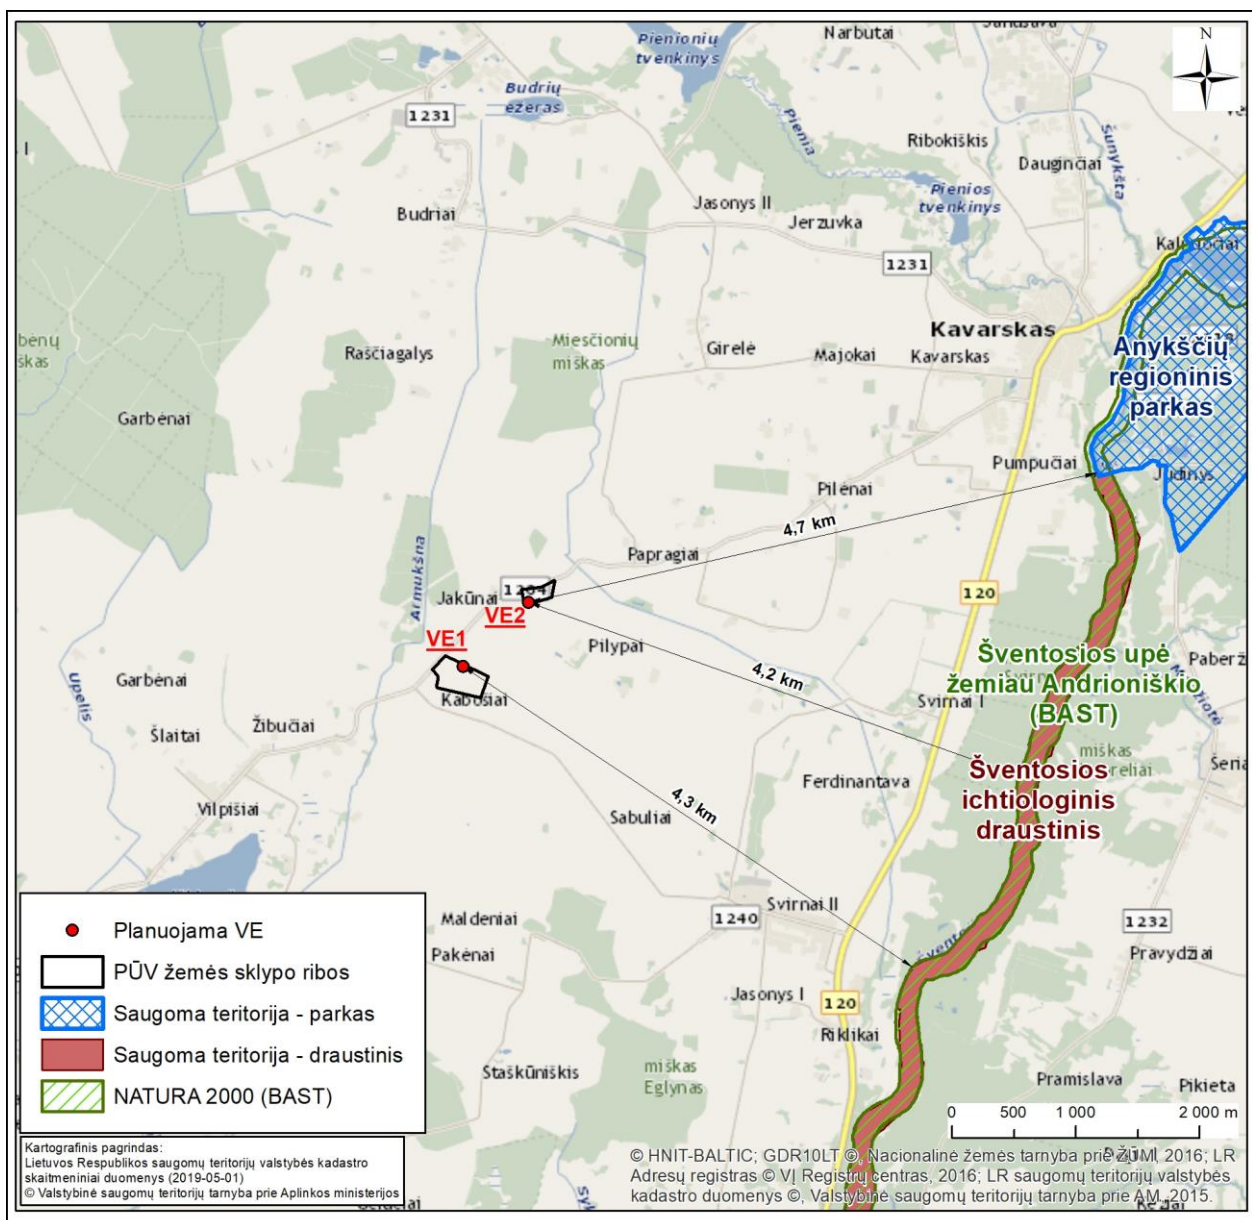 Narbutai
Pienionių
tvenkinys
N
Budrių
ežeras
1231
Pienia
Ribokiškis
Šunykšta
Dauginčiai
Pienios
tvenkinys
Jasonys II
Budriai
Jerzuvka
1231
Kavarskas
Miesčionių
miškas
Raščiagalys
Girelė
Majokai
Kavarskas
Anykščių
regioninis
parkas
Garbėnai
Pumpučiai
Judinys
Pilėnai
4,7 km
Papragiai
Armukšna
Jakūnai
120
VE2
VE1
Pilypai
Šventosios upė
žemiau Andrioniškio
(BAST)
Garbėnai
Upelis
4,2 km
Kabošiai
Svirnai I
Žibučiai
Šlaitai
miškas
Šventosios
ichtiologinis
draustinis
Ferdinantava
4,3 km
Vilpišiai
Sabuliai
Svirnai II
1240
Maldeniai
1232
Pakėnai
Pravydžiai
Jasonys I
120
Riklikai
Staškūniškis
miškas
Eglynas
Pramislava
Pikieta
Planuojama VE
PŪV žemės sklypo ribos
Saugoma teritorija - parkas
Saugoma teritorija - draustinis
NATURA 2000 (BAST)
0 500 1 000 2 000 m
Kartografinis pagrindas:
Lietuvos Respublikos saugomų teritorijų valstybės kadastro
skaitmeniniai duomenys (2019-05-01)
© Valstybinė saugomų teritorijų tarnyba prie Aplinkos ministerijos
© HNIT-BALTIC; GDR10LT ©, Nacionalinė žemės tarnyba prie ŽŪM, 2016; LR
Adresų registras © VĮ Registrų centras, 2016; LR saugomų teritorijų valstybės
kadastro duomenys ©, Valstybinė saugomų teritorijų tarnyba prie AM, 2015.